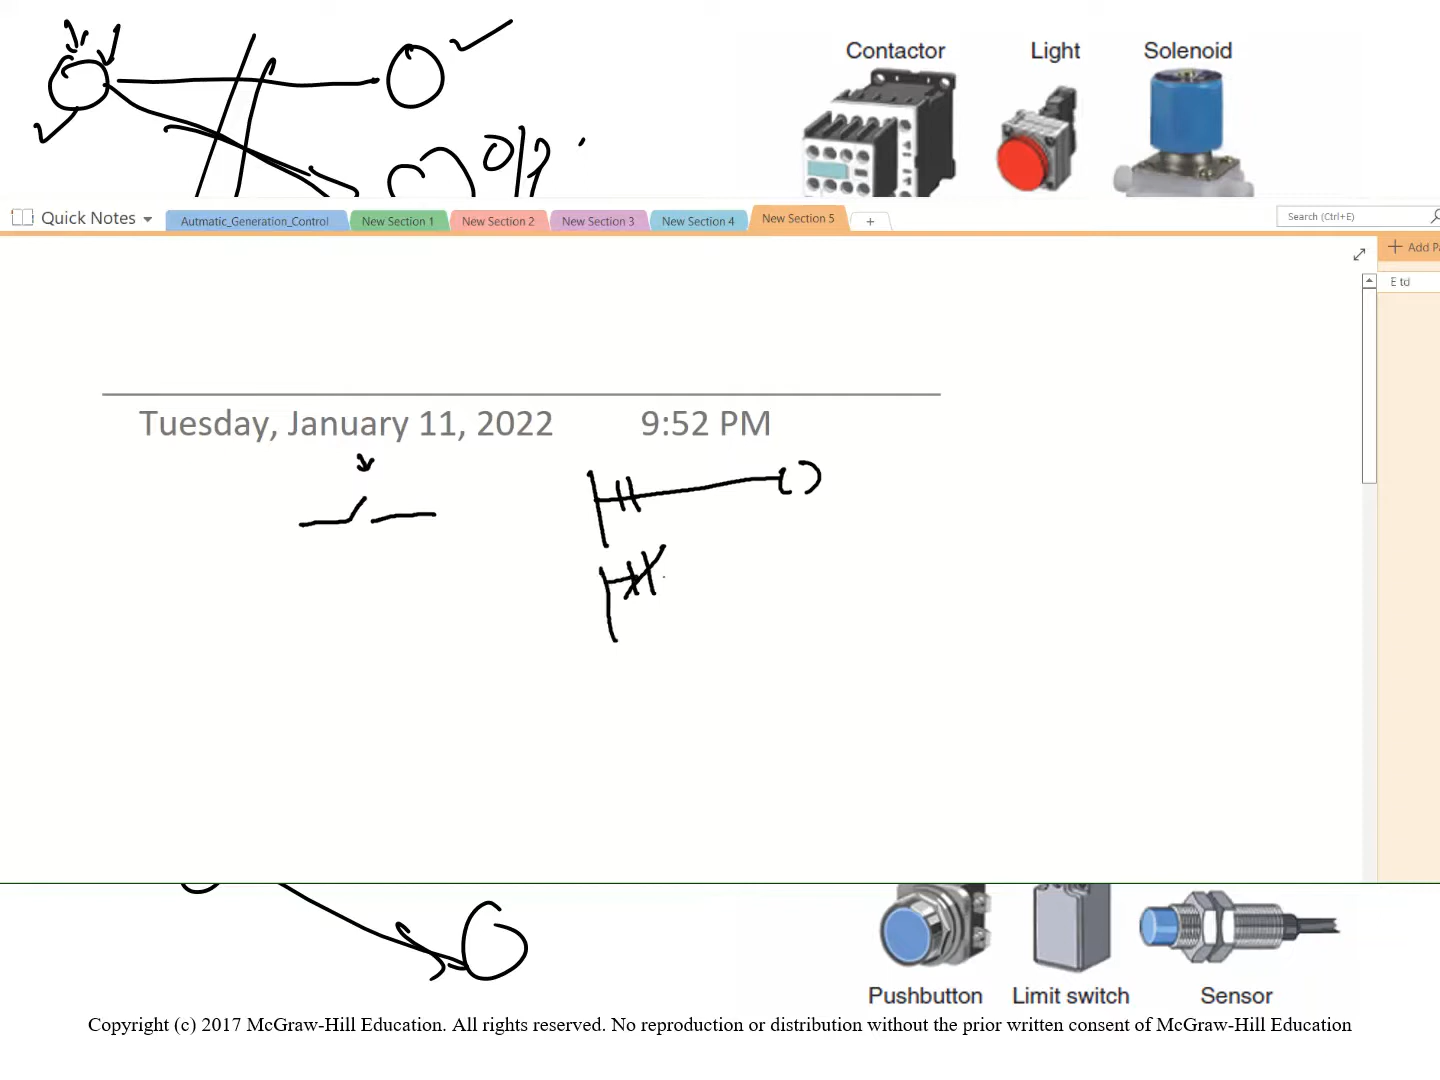 Contactor Light Solenoid
O/P
Quick Notes Autmatic_Generation_Control New Section 1 New Section 2 New Section 3 New Section 4 New Section 5 + Search (Ctrl+E)
+ Add Pa
E td
Tuesday, January 11, 2022 9:52 PM
Pushbutton Limit switch Sensor
Copyright (c) 2017 McGraw-Hill Education. All rights reserved. No reproduction or distribution without the prior written consent of McGraw-Hill Education